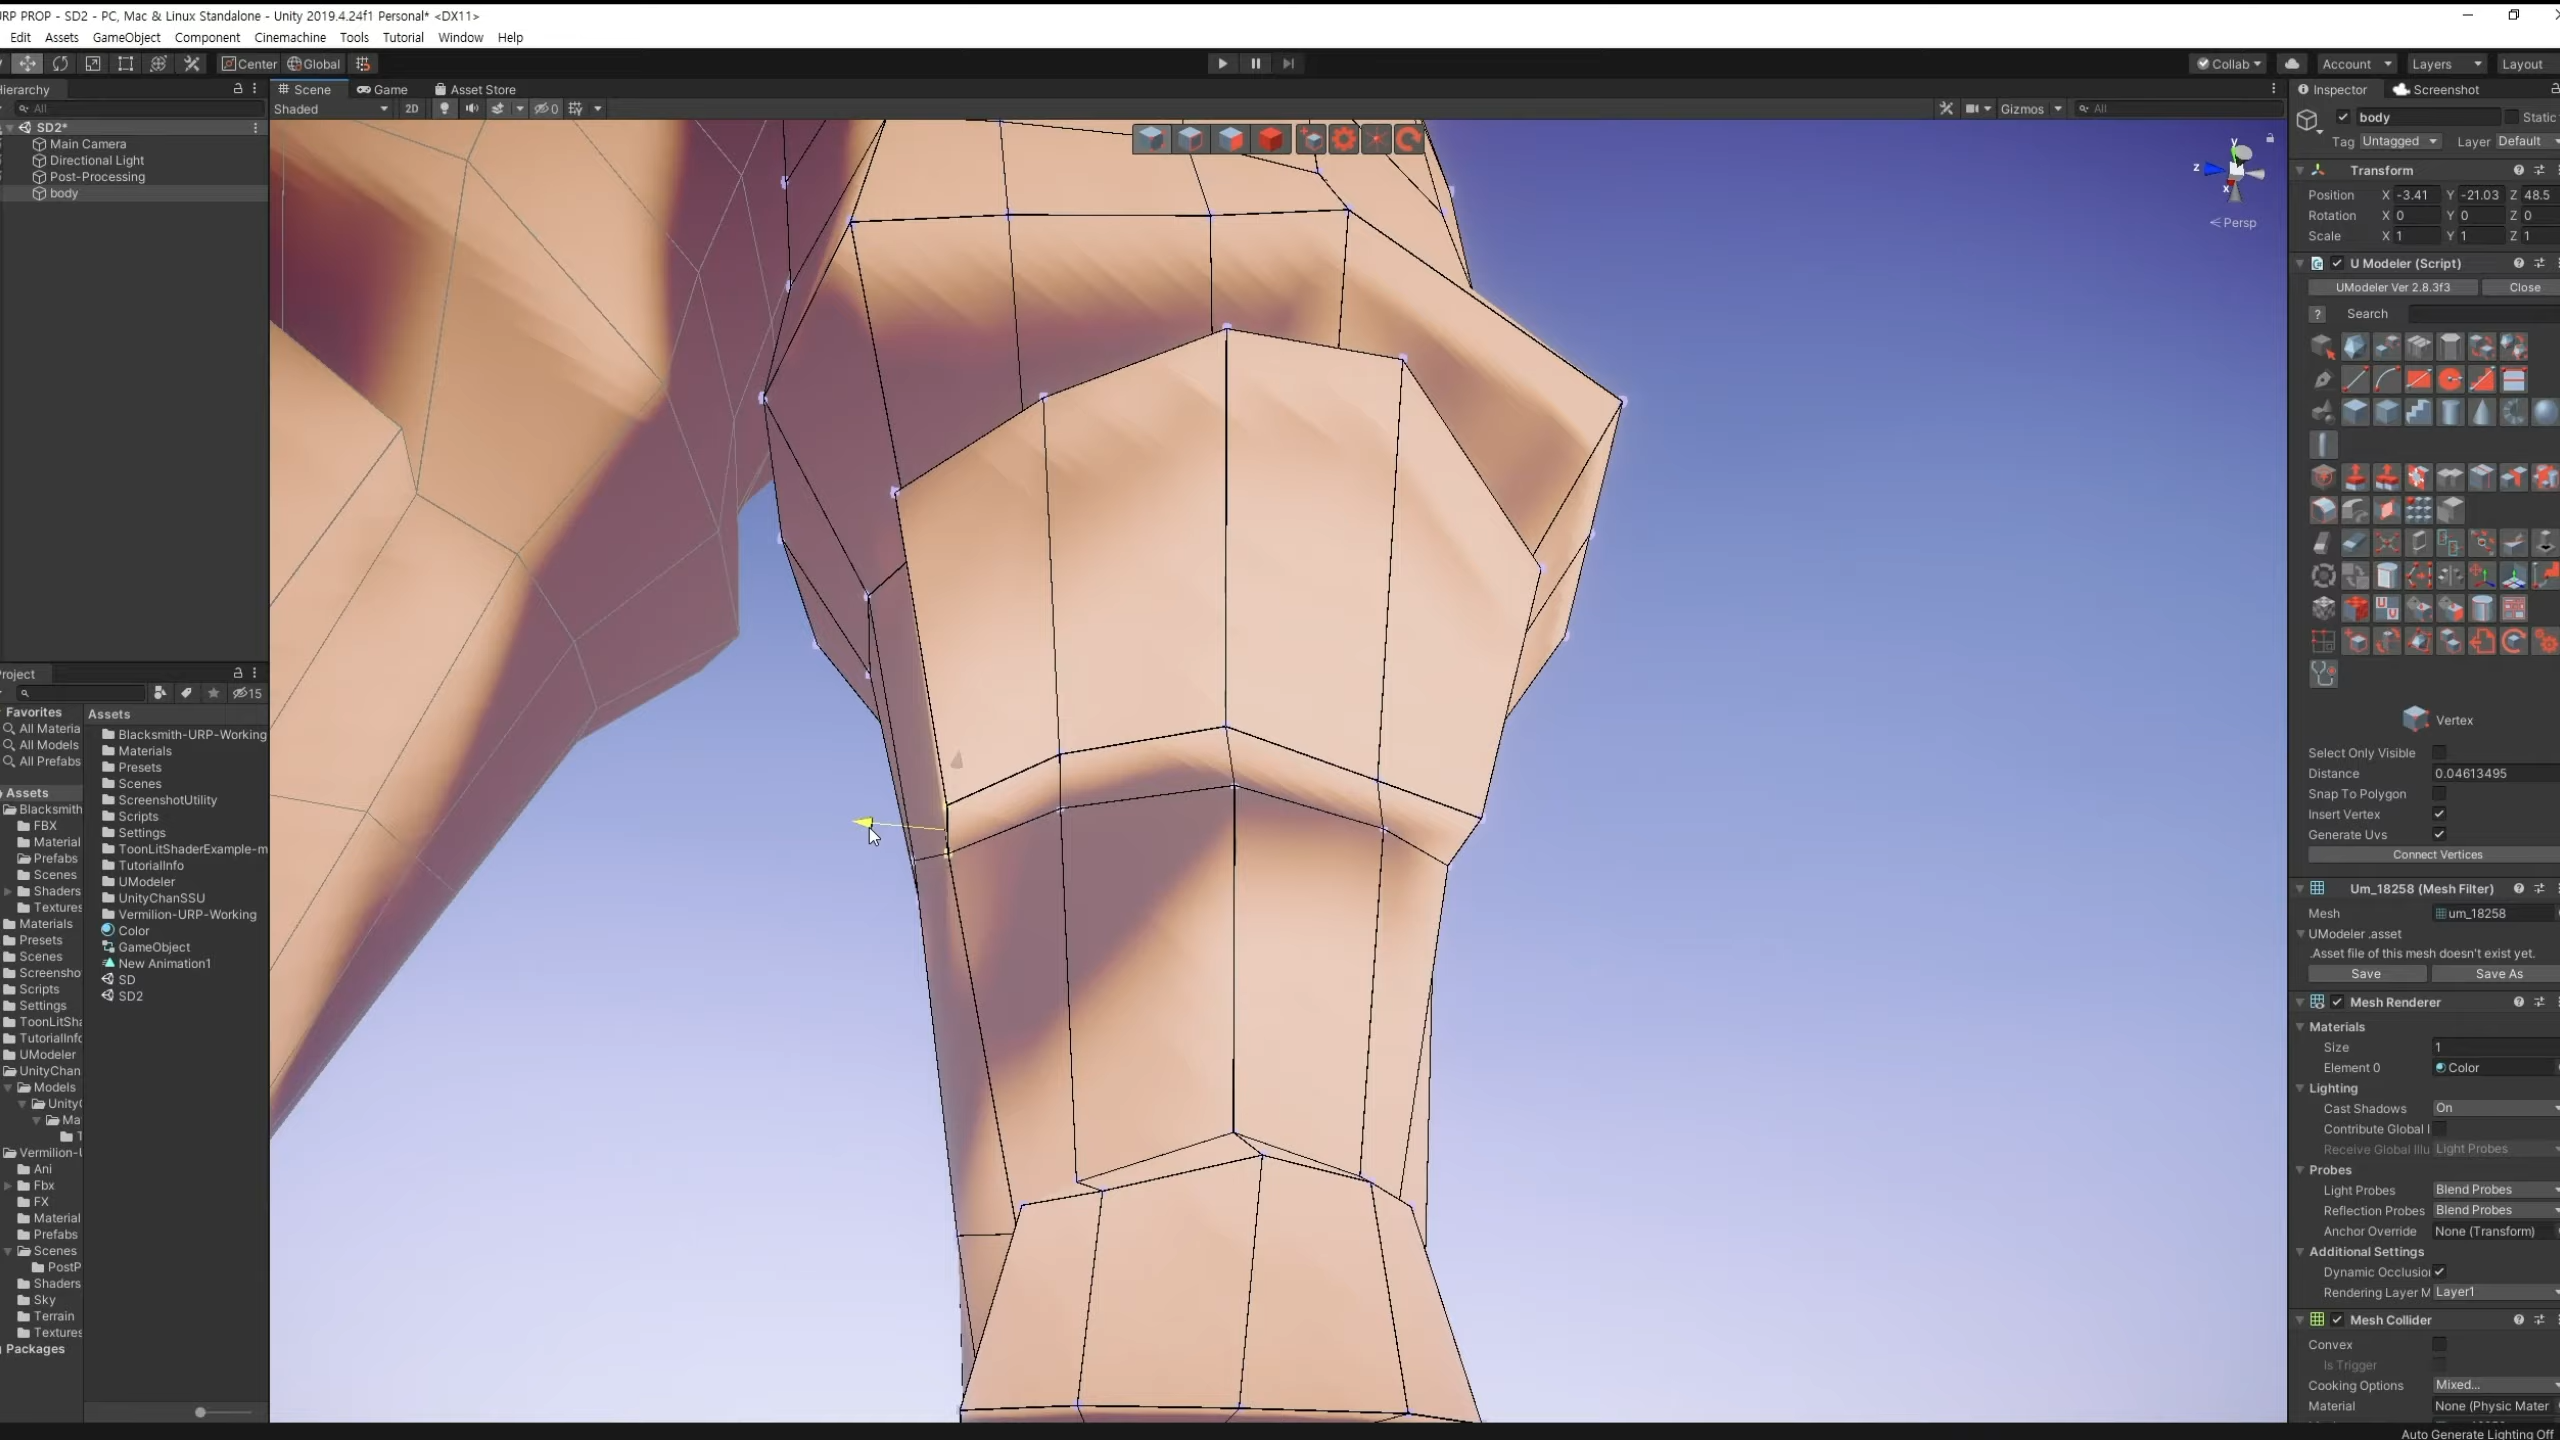 URP PROP - SD2 - PC, Mac & Linux Standalone - Unity 2019.4.24f1 Personal* <DX11>
Edit Assets GameObject Component Cinemachine Tools Tutorial Window Help
Center Global Collab Account Layers Layout
Hierarchy
All
SD2*
Main Camera
Directional Light
Post-Processing
body
Scene Game Asset Store
Shaded 2D 0 Gizmos All
y
z
x
< Persp
Project
15
Favorites
All Materia
All Models
All Prefabs
Assets
Blacksmith
FBX
Material
Prefabs
Scenes
Shaders
Textures
Materials
Presets
Scenes
Screensho
Scripts
Settings
ToonLitSha
TutorialInfo
UModeler
UnityChan
Models
UnityC
Ma
T
Vermilion-U
Ani
Fbx
FX
Material
Prefabs
Scenes
PostP
Shaders
Sky
Terrain
Textures
Packages
Assets
Blacksmith-URP-Working
Materials
Presets
Scenes
ScreenshotUtility
Scripts
Settings
ToonLitShaderExample-m
TutorialInfo
UModeler
UnityChanSSU
Vermilion-URP-Working
Color
GameObject
New Animation1
SD
SD2
Inspector Screenshot
body Static
Tag Untagged Layer Default
Transform
Position X -3.41 Y -21.03 Z 48.5
Rotation X 0 Y 0 Z 0
Scale X 1 Y 1 Z 1
U Modeler (Script)
UModeler Ver 2.8.3f3 Close
? Search
Vertex
Select Only Visible
Distance 0.04613495
Snap To Polygon
Insert Vertex
Generate Uvs
Connect Vertices
Um_18258 (Mesh Filter)
Mesh um_18258
UModeler .asset
.Asset file of this mesh doesn't exist yet.
Save Save As
Mesh Renderer
Materials
Size 1
Element 0 Color
Lighting
Cast Shadows On
Contribute Global I
Receive Global Illu Light Probes
Probes
Light Probes Blend Probes
Reflection Probes Blend Probes
Anchor Override None (Transform)
Additional Settings
Dynamic Occlusio
Rendering Layer M Layer1
Mesh Collider
Convex
Is Trigger
Cooking Options Mixed...
Material None (Physic Mater
Auto Generate Lighting Off